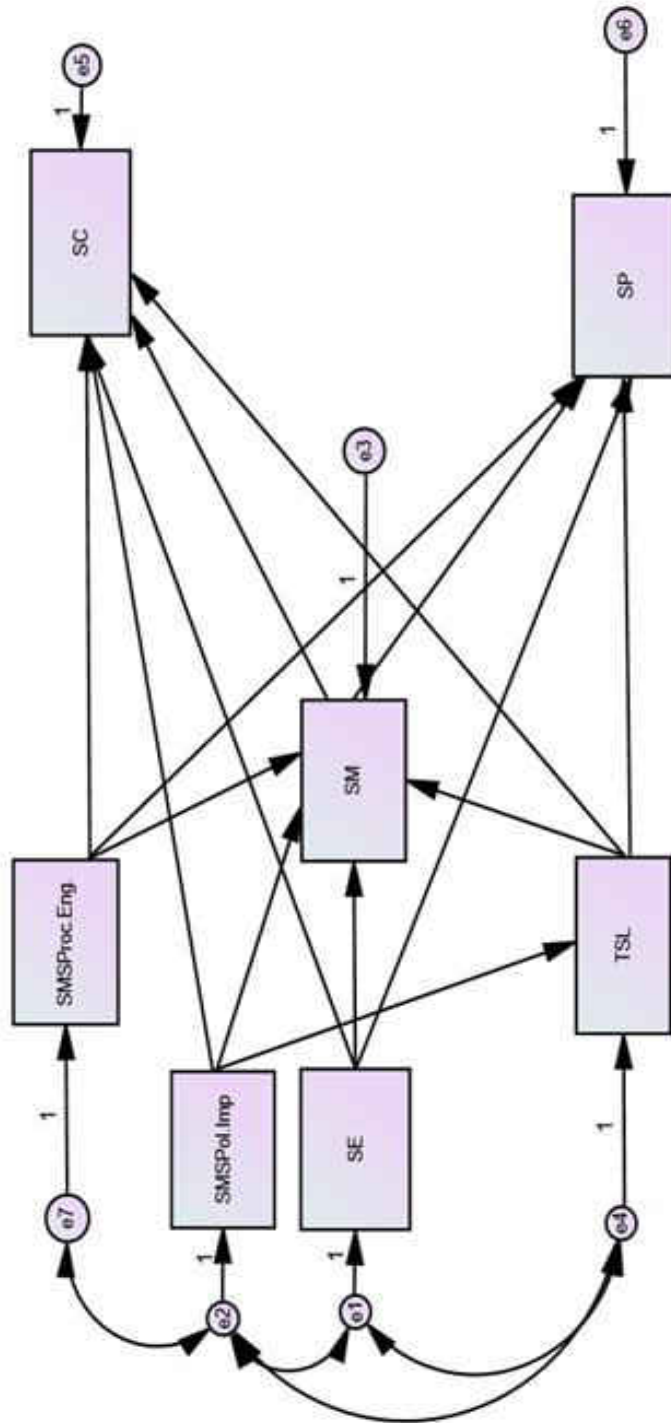 e5
1
SC
e6
1
SP
e3
1
SM
SMSProc.Eng.
1
e7
SMSPol.Imp
1
e2
SE
1
e1
TSL
1
e4